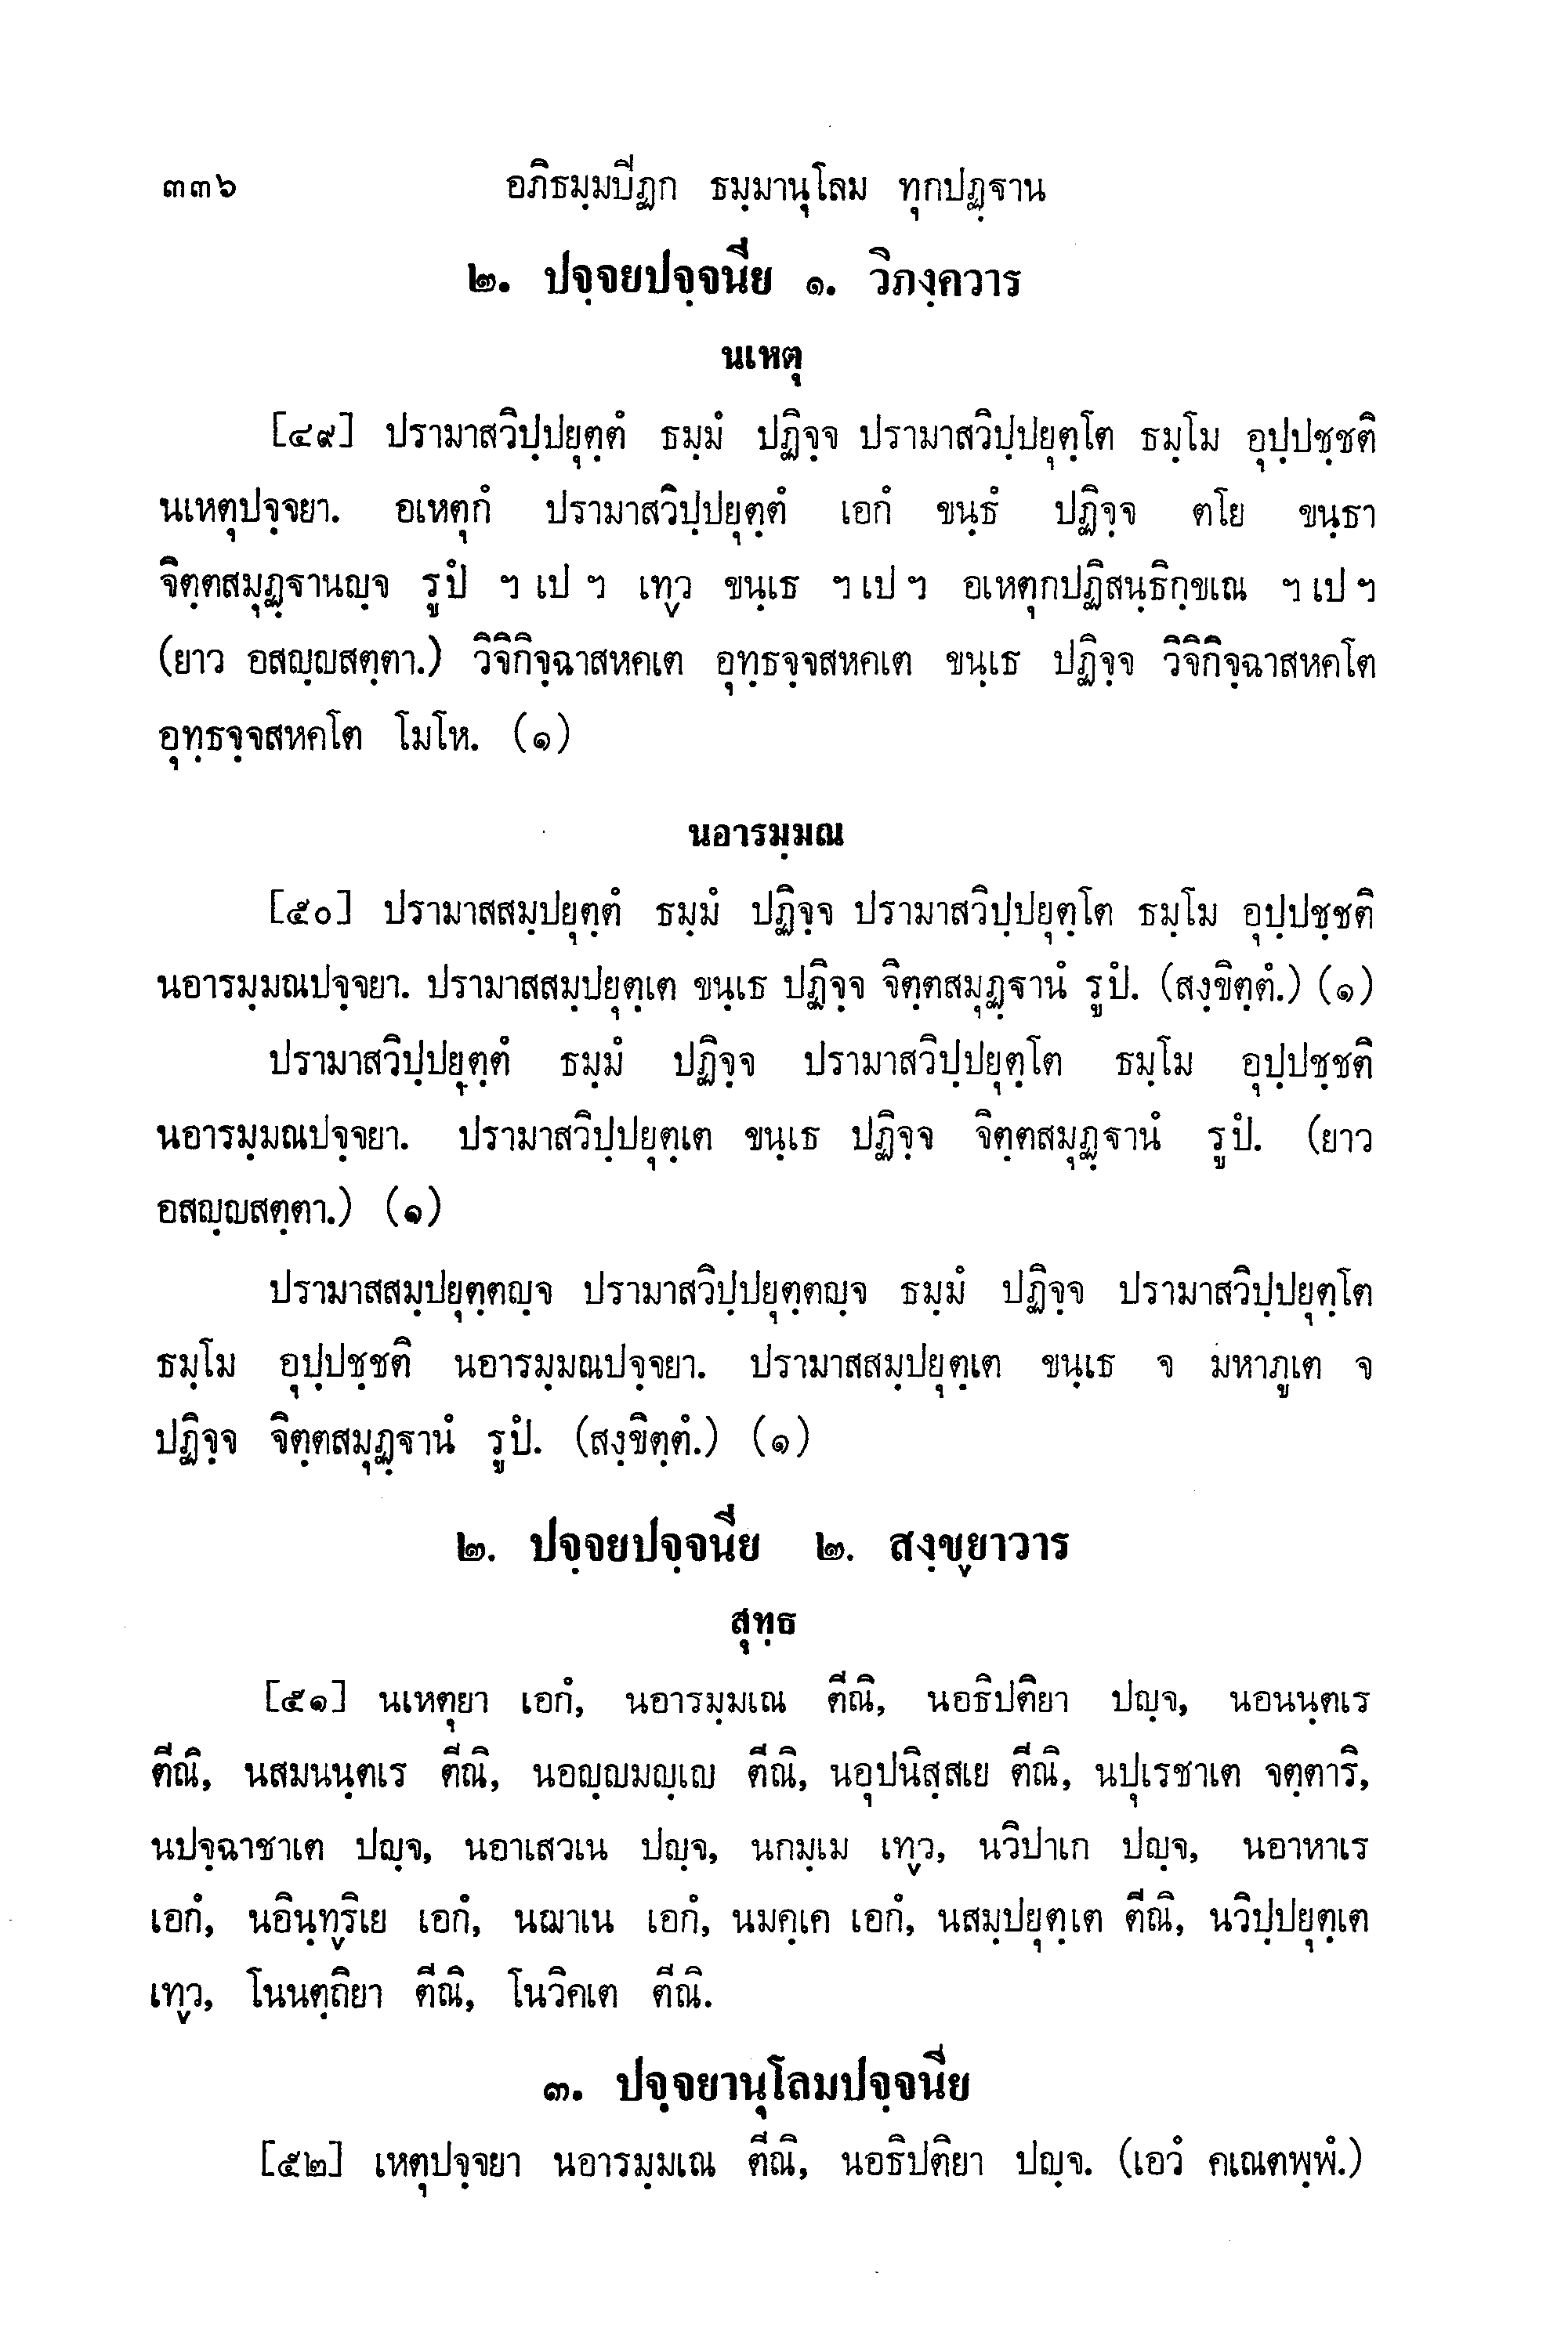 ๓๓๖ อภิธมฺมปิฏก ธมฺมานุโลม ทุกปฏฺฐาน
๒. ปจฺจยปจฺจนีย ๑. วิภงฺควาร
นเหตุ
[๔๙] ปรามาสวิปฺปยุตฺตํ ธมฺมํ ปฏิจฺจ ปรามาสวิปฺปยุตฺโต ธมฺโม อุปฺปชฺชติ
นเหตุปจฺจยา. อเหตุกํ ปรามาสวิปฺปยุตฺตํ เอกํ ขนฺธํ ปฏิจฺจ ตโย ขนฺธา
จิตฺตสมุฏฺฐานญฺจ รูปํ ฯ เป ฯ เทฺว ขนฺเธ ฯ เป ฯ อเหตุกปฏิสนฺธิกฺขเณ ฯ เป ฯ
(ยาว อสญฺญสตฺตา.) วิจิกิจฺฉาสหคเต อุทฺธจฺจสหคเต ขนฺเธ ปฏิจฺจ วิจิกิจฺฉาสหคโต
อุทฺธจฺจสหคโต โมโห. (๑)
นอารมฺมณ
[๕๐] ปรามาสสมฺปยุตฺตํ ธมฺมํ ปฏิจฺจ ปรามาสวิปฺปยุตฺโต ธมฺโม อุปฺปชฺชติ
นอารมฺมณปจฺจยา. ปรามาสสมฺปยุตฺเต ขนฺเธ ปฏิจฺจ จิตฺตสมุฏฺฐานํ รูปํ. (สงฺขิตฺตํ.) (๑)
ปรามาสวิปฺปยุตฺตํ ธมฺมํ ปฏิจฺจ ปรามาสวิปฺปยุตฺโต ธมฺโม อุปฺปชฺชติ
นอารมฺมณปจฺจยา. ปรามาสวิปฺปยุตฺเต ขนฺเธ ปฏิจฺจ จิตฺตสมุฏฺฐานํ รูปํ. (ยาว
อสญฺญสตฺตา.) (๑)
ปรามาสสมฺปยุตฺตญฺจ ปรามาสวิปฺปยุตฺตญฺจ ธมฺมํ ปฏิจฺจ ปรามาสวิปฺปยุตฺโต
ธมฺโม อุปฺปชฺชติ นอารมฺมณปจฺจยา. ปรามาสสมฺปยุตฺเต ขนฺเธ จ มหาภูเต จ
ปฏิจฺจ จิตฺตสมุฏฺฐานํ รูปํ. (สงฺขิตฺตํ.) (๑)
๒. ปจฺจยปจฺจนีย ๒. สงฺขฺยาวาร
สุทฺธ
[๕๑] นเหตุยา เอกํ, นอารมฺมเณ ตีณิ, นอธิปติยา ปญฺจ, นอนนฺตเร
ตีณิ, นสมนนฺตเร ตีณิ, นอญฺญมญฺเญ ตีณิ, นอุปนิสฺสเย ตีณิ, นปุเรชาเต จตฺตาริ,
นปจฺฉาชาเต ปญฺจ, นอาเสวเน ปญฺจ, นกมฺเม เทฺว, นวิปาเก ปญฺจ, นอาหาเร
เอกํ, นอินฺทฺริเย เอกํ, นฌาเน เอกํ, นมคฺเค เอกํ, นสมฺปยุตฺเต ตีณิ, นวิปฺปยุตฺเต
เทฺว, โนนตฺถิยา ตีณิ, โนวิคเต ตีณิ.
๓. ปจฺจยานุโลมปจฺจนีย
[๕๒] เหตุปจฺจยา นอารมฺมเณ ตีณิ, นอธิปติยา ปญฺจ. (เอวํ คเณตพฺพํ.)